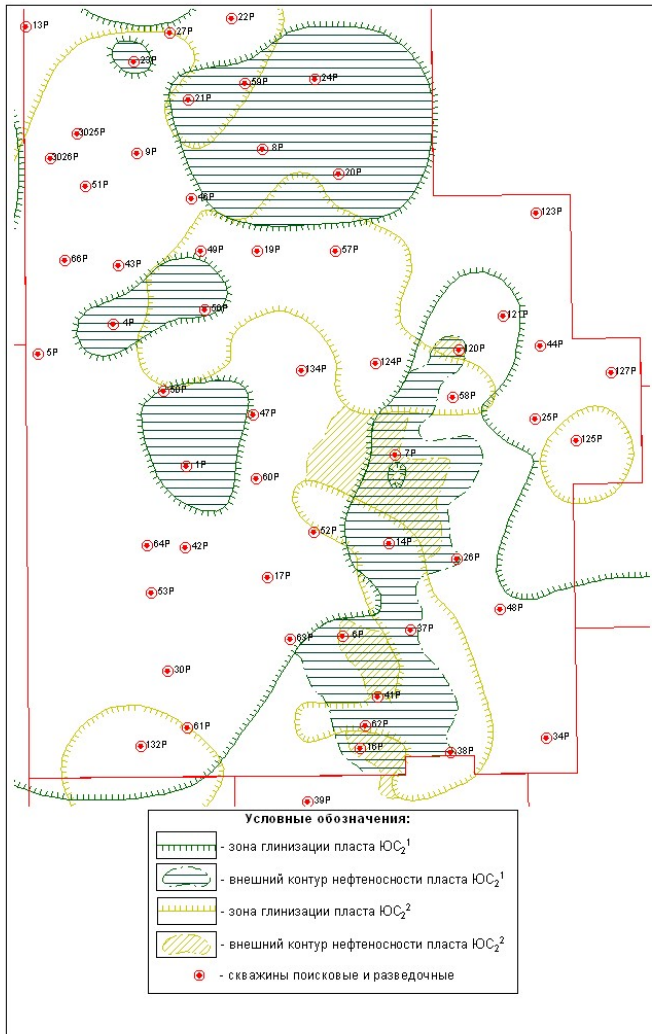 22Р
13Р
27Р
23Р
59Р
24Р
21Р
3025Р
9Р
8Р
3026Р
20Р
51Р
46Р
123Р
49Р
19Р
57Р
66Р
43Р
50Р
121Р
4Р
120Р
44Р
5Р
124Р
134Р
127Р
58Р
47Р
25Р
125Р
7Р
1Р
60Р
52Р
64Р
42Р
14Р
26Р
17Р
53Р
48Р
37Р
63Р
6Р
30Р
41Р
61Р
62Р
132Р
16Р
38Р
34Р
39Р
Условные обозначения:
- зона глинизации пласта ЮС₂¹
- внешний контур нефтеносности пласта ЮС₂¹
- зона глинизации пласта ЮС₂²
- внешний контур нефтеносности пласта ЮС₂²
- скважины поисковые и разведочные